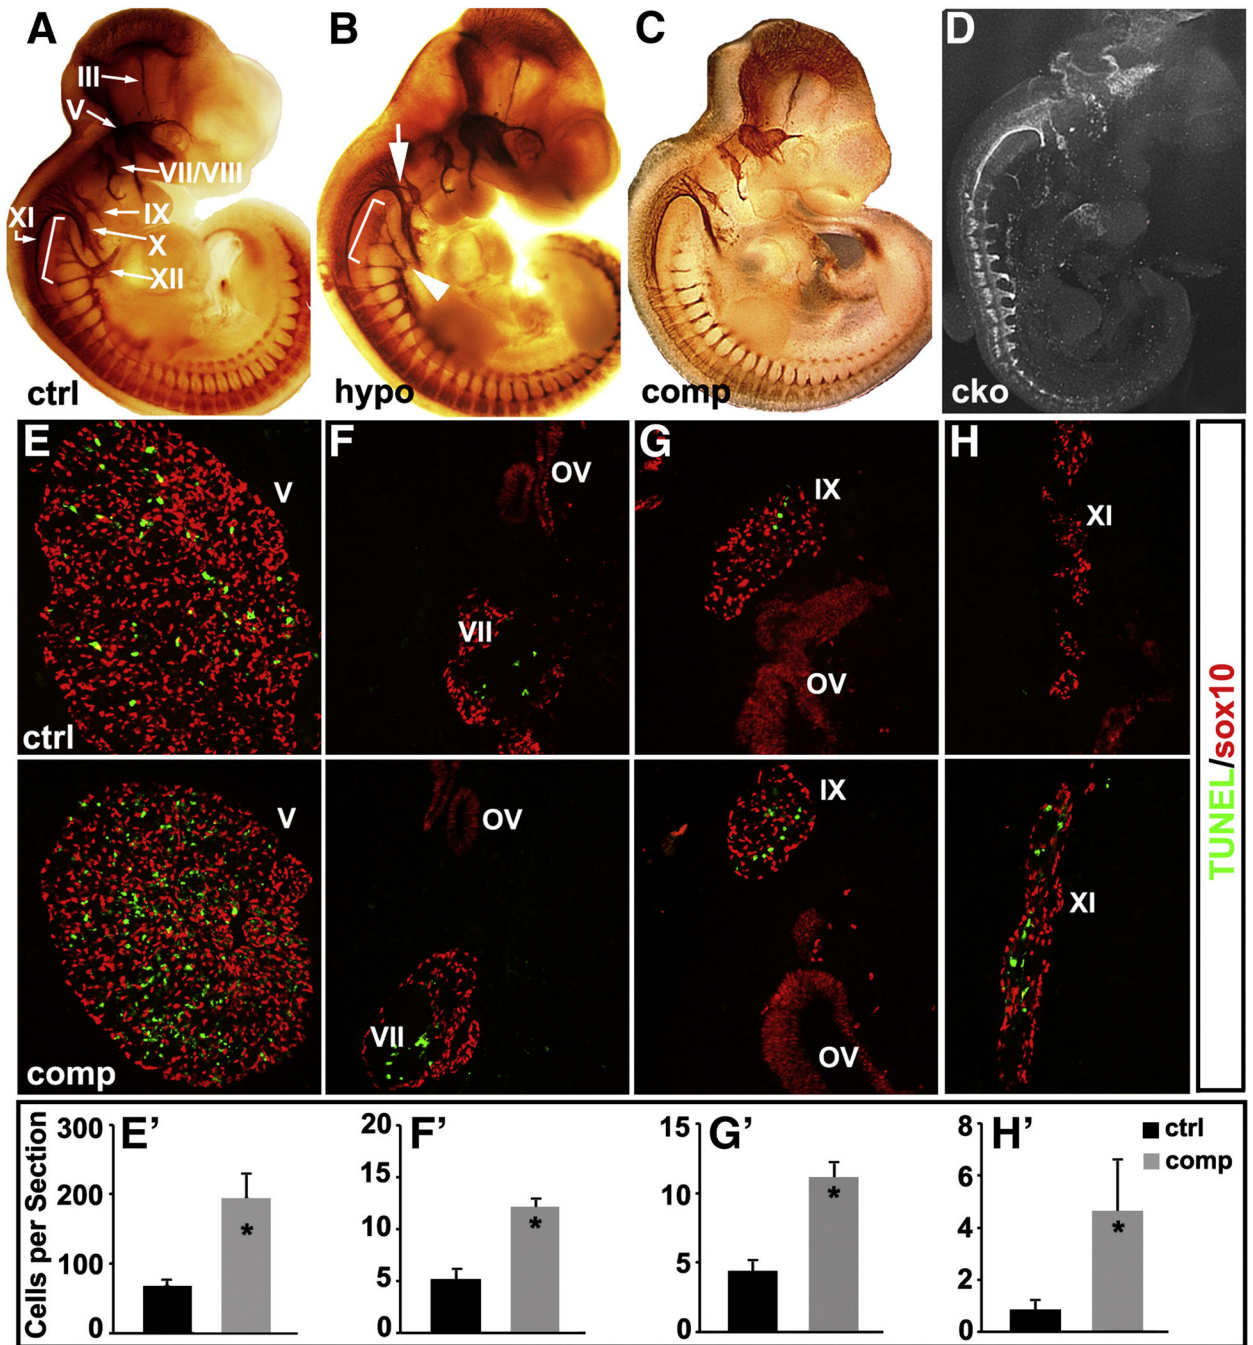 A
B
C
D
III
V
VII/VIII
XI
IX
X
XII
ctrl
hypo
comp
cko
E
F
G
H
V
OV
VII
IX
OV
XI
ctrl
V
OV
VII
IX
OV
XI
comp
TUNEL/sox10
Cells per Section
E’
300
200
100
0
*
F’
20
15
10
5
0
*
G’
15
10
5
0
*
H’
8
6
4
2
0
*
ctrl
comp